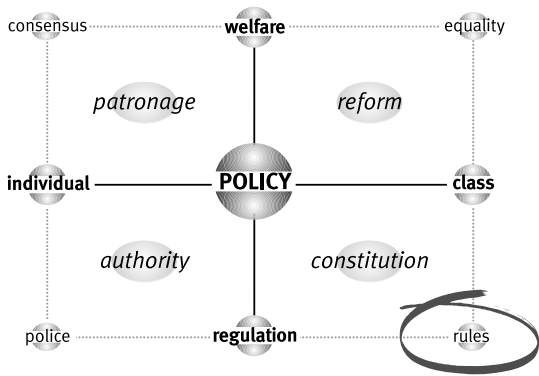 consensus
welfare
equality
patronage
reform
individual
POLICY
class
authority
constitution
police
regulation
rules